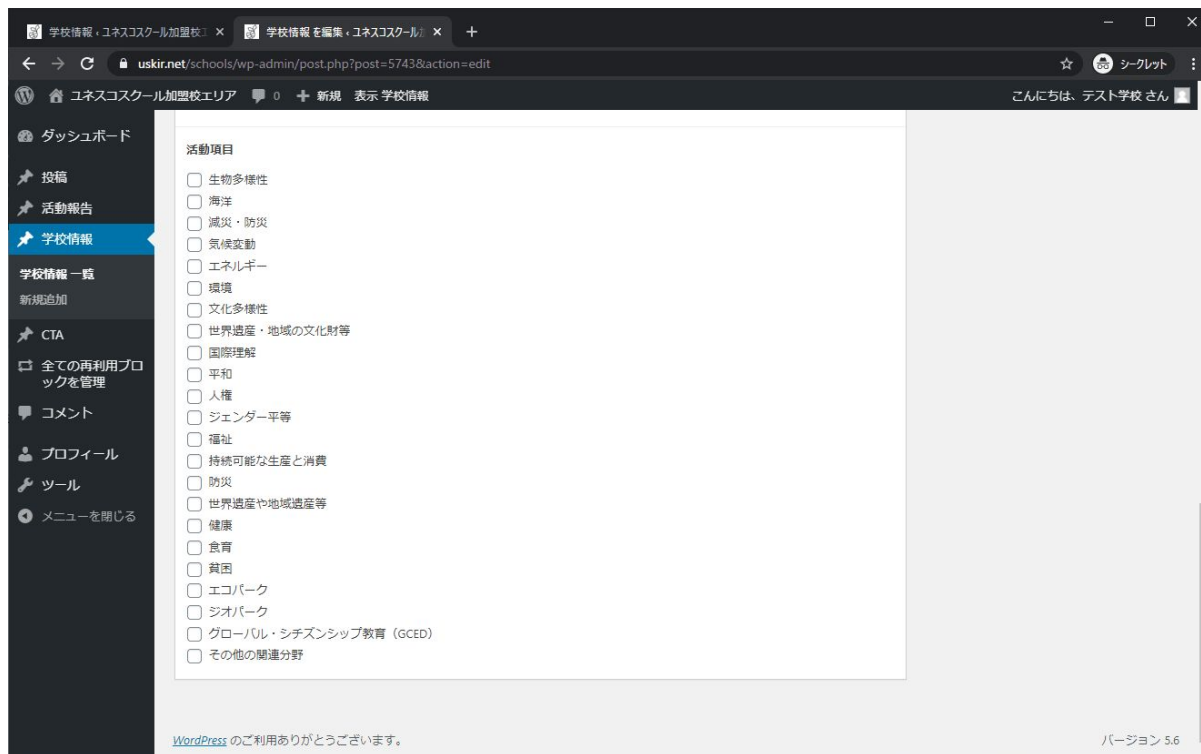 学校情報 ‹ ユネスコスクール加盟校エ
学校情報 を編集 ‹ ユネスコスクール加
uskir.net/schools/wp-admin/post.php?post=5743&action=edit
シークレット
ユネスコスクール加盟校エリア 0 新規 表示 学校情報
こんにちは、テスト学校 さん
ダッシュボード
投稿
活動報告
学校情報
学校情報 一覧
新規追加
CTA
全ての再利用ブロ
ックを管理
コメント
プロフィール
ツール
メニューを閉じる
活動項目
生物多様性
海洋
減災・防災
気候変動
エネルギー
環境
文化多様性
世界遺産・地域の文化財等
国際理解
平和
人権
ジェンダー平等
福祉
持続可能な生産と消費
防災
世界遺産や地域遺産等
健康
食育
貧困
エコパーク
ジオパーク
グローバル・シチズンシップ教育（GCED）
その他の関連分野
WordPress のご利用ありがとうございます。
バージョン 5.6